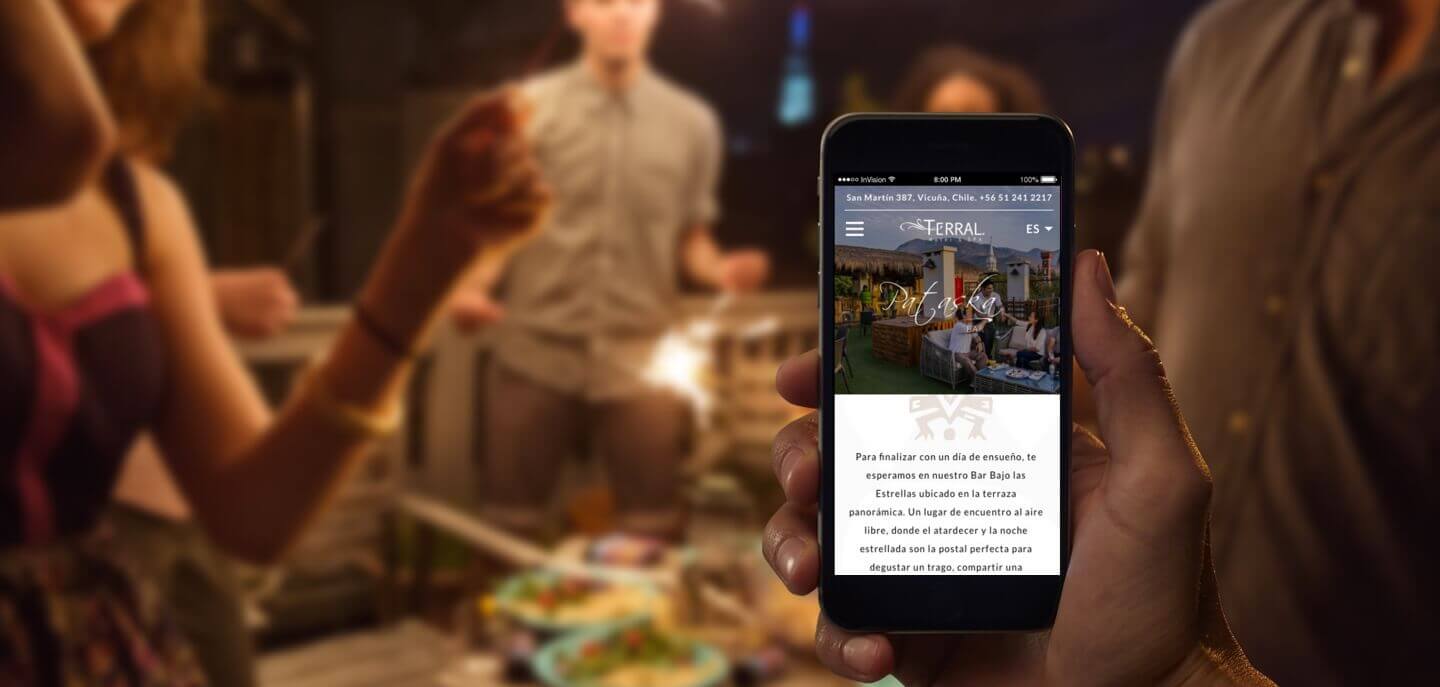 InVision
8:00 PM
100%
San Martín 387, Vicuña, Chile. +56 51 241 2217
TERRAL
HOTEL & SPA
ES
Pataska
BAR
Para finalizar con un día de ensueño, te
esperamos en nuestro Bar Bajo las
Estrellas ubicado en la terraza
panorámica. Un lugar de encuentro al aire
libre, donde el atardecer y la noche
estrellada son la postal perfecta para
degustar un trago, compartir una